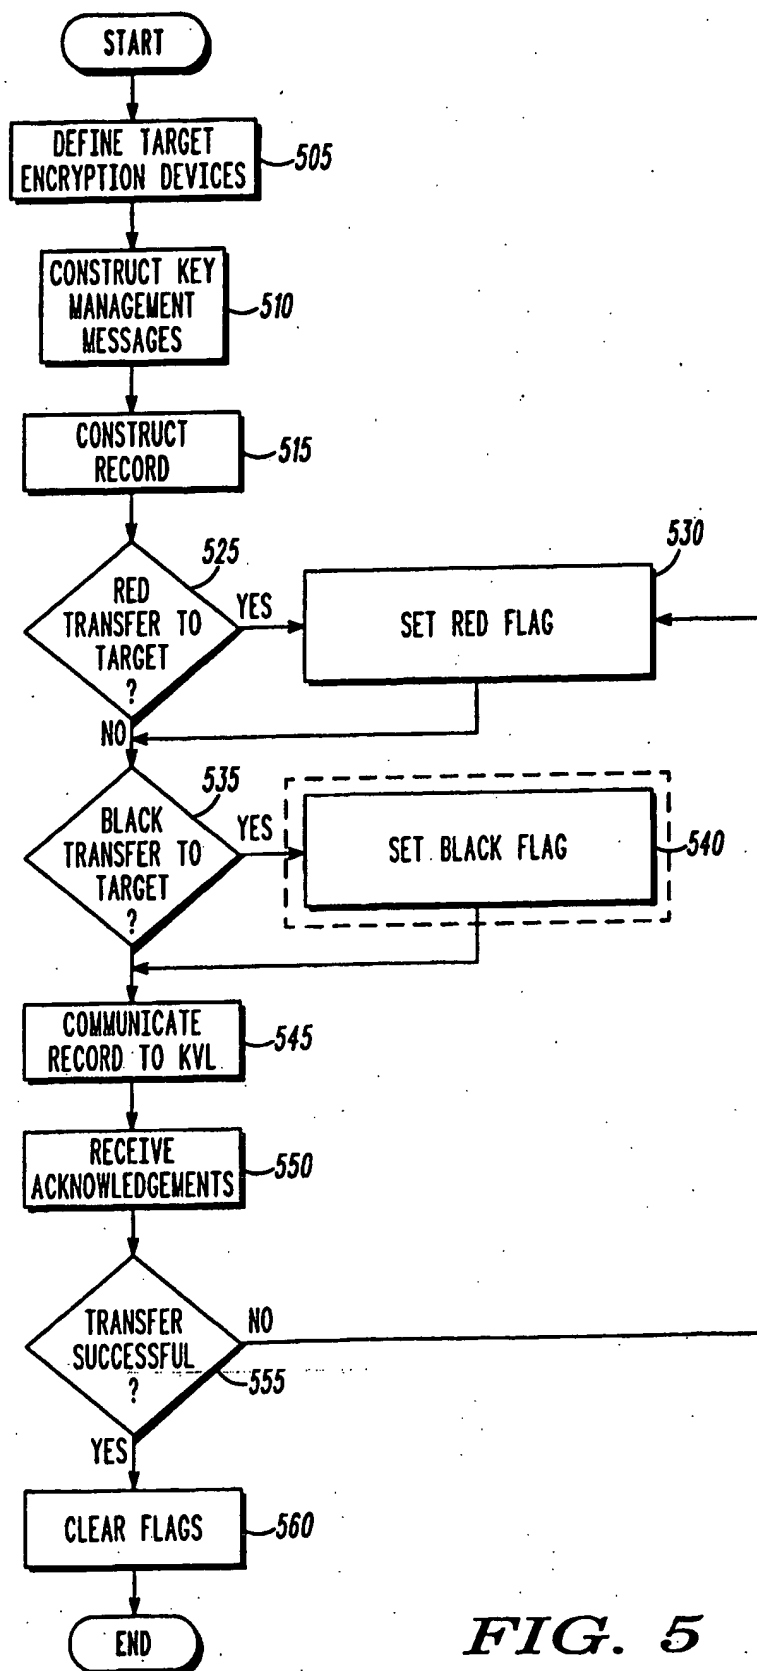 START
DEFINE TARGET
ENCRYPTION DEVICES
505
CONSTRUCT KEY
MANAGEMENT
MESSAGES
510
CONSTRUCT
RECORD
515
525
RED
TRANSFER TO
TARGET
?
YES
530
SET RED FLAG
NO
535
BLACK
TRANSFER TO
TARGET
?
YES
SET BLACK FLAG
540
COMMUNICATE
RECORD TO KVL
545
RECEIVE
ACKNOWLEDGEMENTS
550
TRANSFER
SUCCESSFUL
?
NO
555
YES
CLEAR FLAGS
560
END
FIG. 5